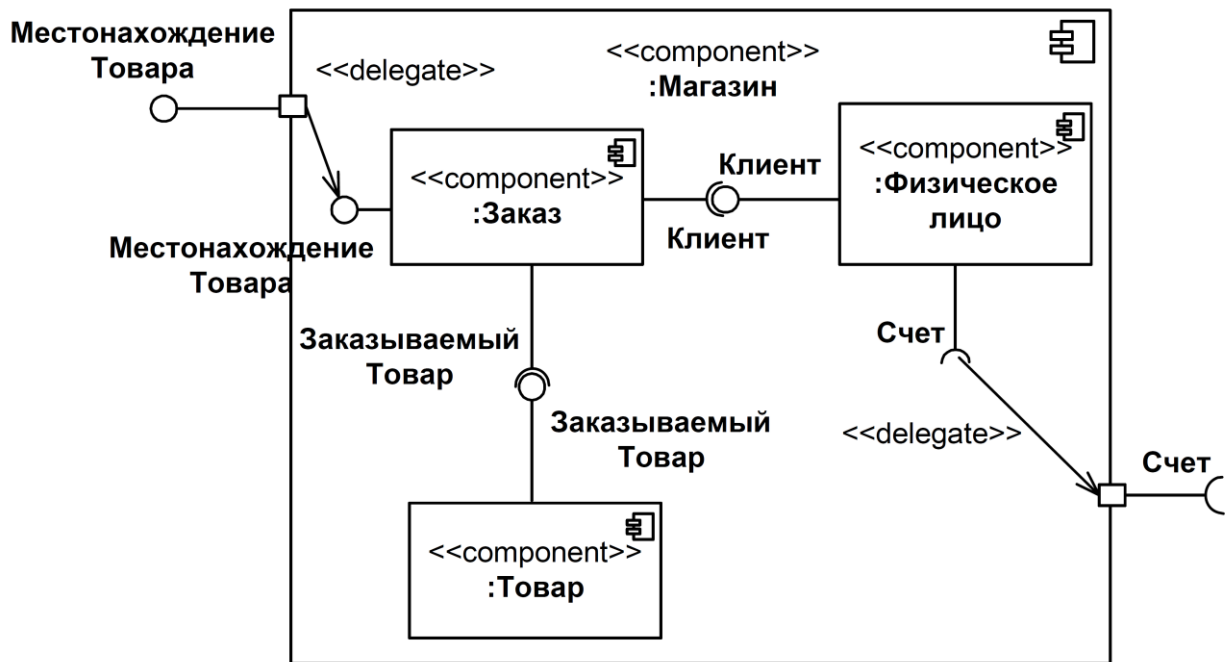 Местонахождение
Товара
<<delegate>>
<<component>>
:Магазин
<<component>>
:Заказ
Местонахождение
Товара
Клиент
Клиент
<<component>>
:Физическое
лицо
Заказываемый
Товар
Заказываемый
Товар
Счет
<<delegate>>
Счет
<<component>>
:Товар